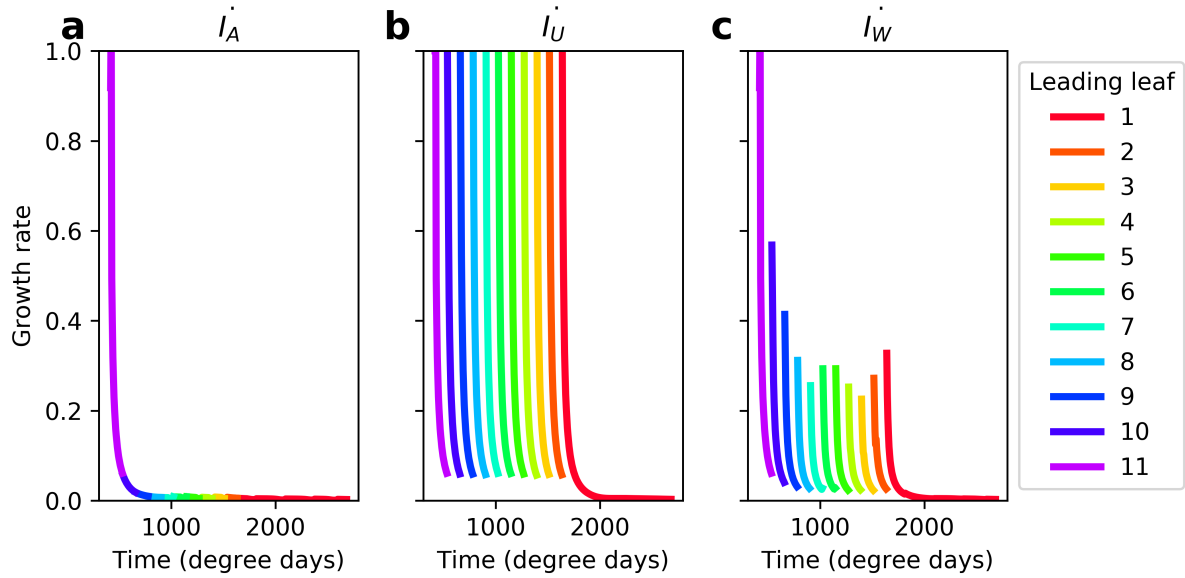 a İ_A
b İ_U
c İ_W
Growth rate
1.0
0.8
0.6
0.4
0.2
0.0
1000 2000
1000 2000
1000 2000
Time (degree days)
Time (degree days)
Time (degree days)
Leading leaf
1
2
3
4
5
6
7
8
9
10
11